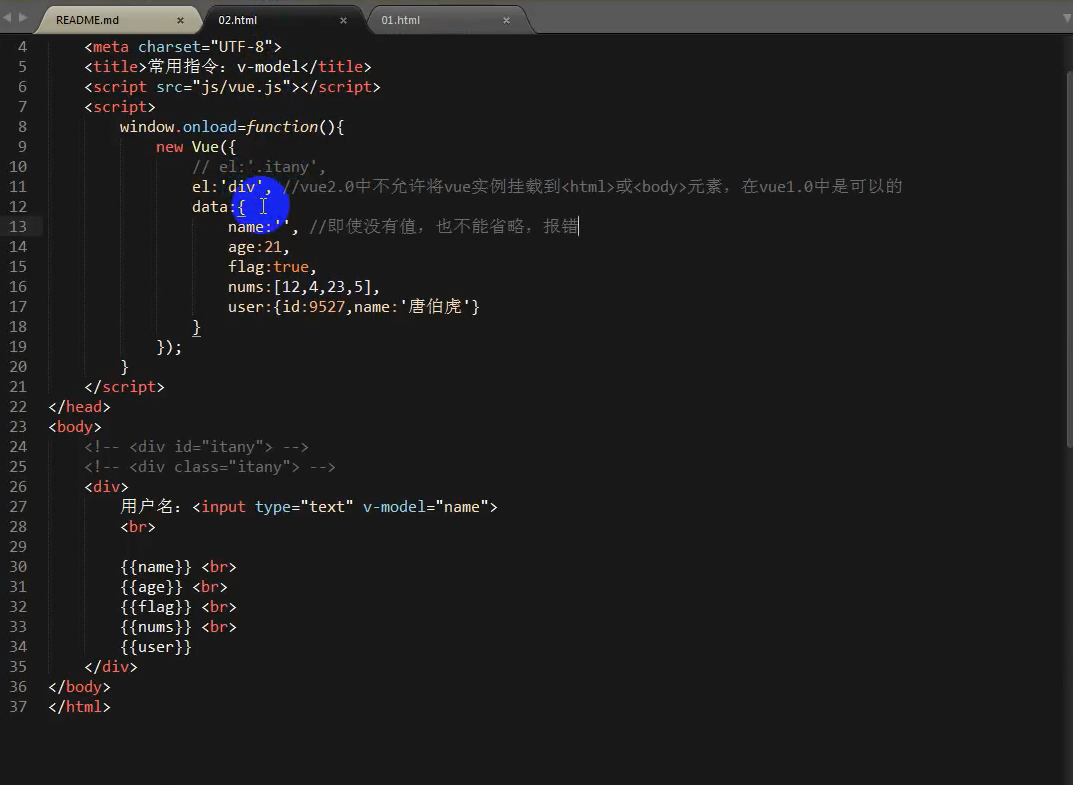 README.md × 02.html × 01.html ×
4 <meta charset="UTF-8">
5 <title>常用指令：v-model</title>
6 <script src="js/vue.js"></script>
7 <script>
8 window.onload=function(){
9 new Vue({
10 // el:'.itany',
11 el:'div', //vue2.0中不允许将vue实例挂载到<html>或<body>元素，在vue1.0中是可以的
12 data:{
13 name:'', //即使没有值，也不能省略，报错
14 age:21,
15 flag:true,
16 nums:[12,4,23,5],
17 user:{id:9527,name:'唐伯虎'}
18 }
19 });
20 }
21 </script>
22 </head>
23 <body>
24 <!-- <div id="itany"> -->
25 <!-- <div class="itany"> -->
26 <div>
27 用户名：<input type="text" v-model="name">
28 <br>
29
30 {{name}} <br>
31 {{age}} <br>
32 {{flag}} <br>
33 {{nums}} <br>
34 {{user}}
35 </div>
36 </body>
37 </html>